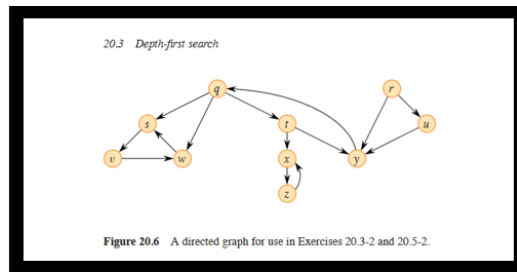 20.3 Depth-first search
q r
s t u
v w x y
z
Figure 20.6 A directed graph for use in Exercises 20.3-2 and 20.5-2.